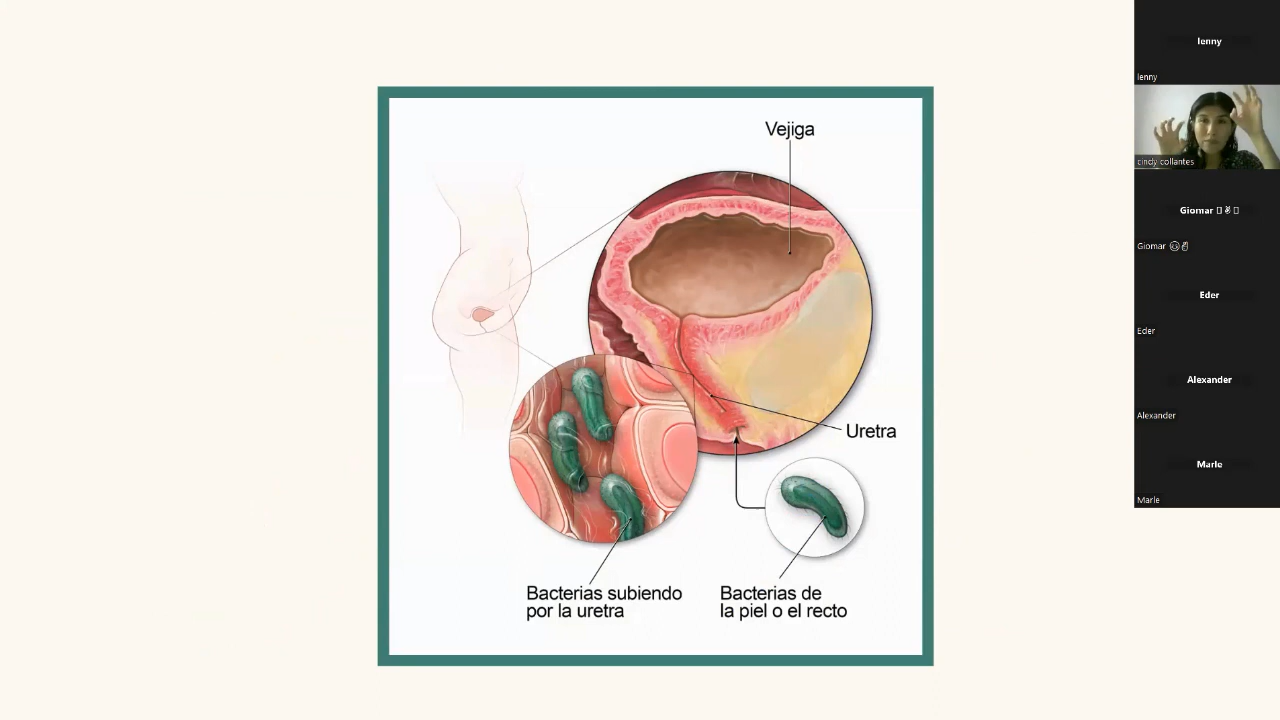 Vejiga
Uretra
Bacterias subiendo
por la uretra
Bacterias de
la piel o el recto
lenny
lenny
cindy collantes
Giomar
Giomar 😊✌
Eder
Eder
Alexander
Alexander
Marle
Marle